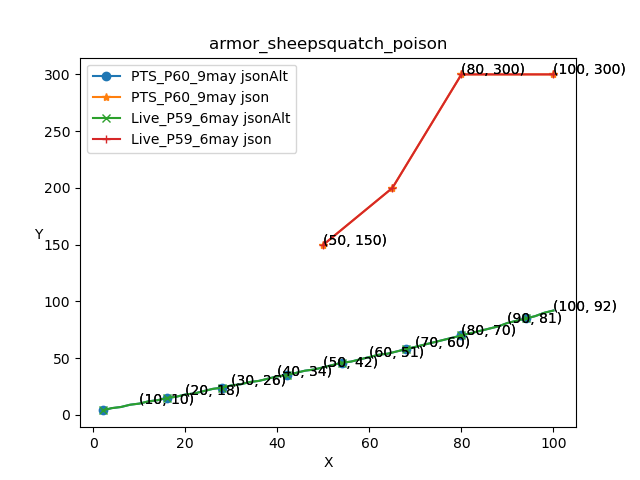 armor_sheepsquatch_poison
PTS_P60_9may jsonAlt
PTS_P60_9may json
Live_P59_6may jsonAlt
Live_P59_6may json
(80, 300)
(100, 300)
(50, 150)
(10, 10)
(20, 18)
(30, 26)
(40, 34)
(50, 42)
(60, 51)
(70, 60)
(80, 70)
(90, 81)
(100, 92)
300
250
200
150
100
50
0
Y
0 20 40 60 80 100
X